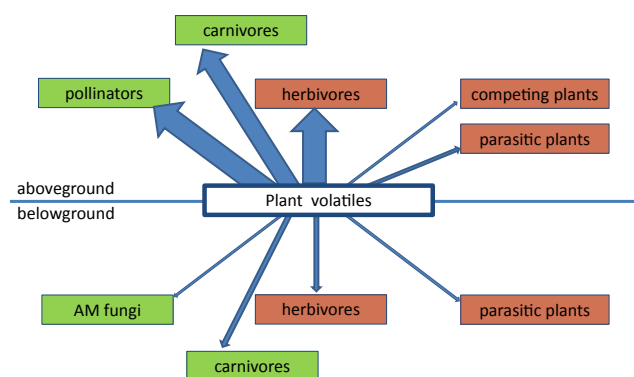 carnivores
pollinators
herbivores
competing plants
parasitic plants
aboveground
Plant volatiles
belowground
AM fungi
herbivores
parasitic plants
carnivores